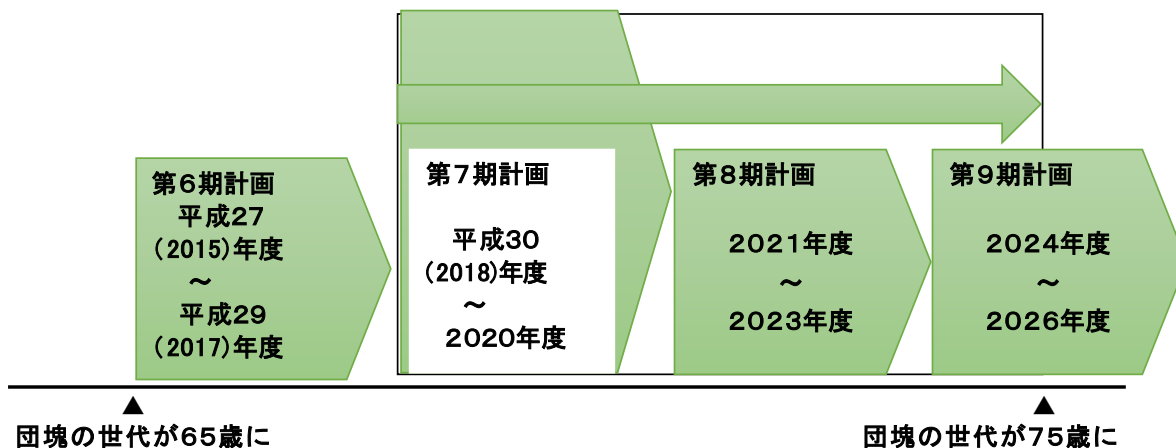 第６期計画
平成27
（2015）年度
～
平成29
（2017）年度
第７期計画
平成30
（2018）年度
～
２０２０年度
第８期計画
２０２１年度
～
２０２３年度
第９期計画
２０２４年度
～
２０２６年度
団塊の世代が６５歳に
団塊の世代が７５歳に